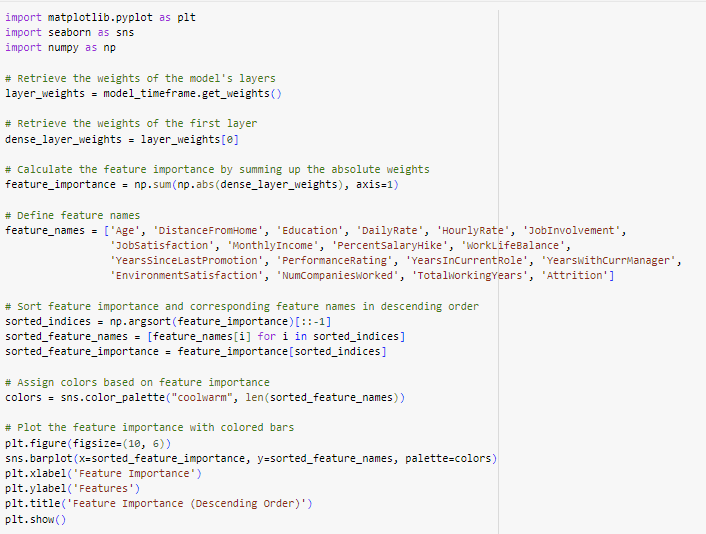 import matplotlib.pyplot as plt
import seaborn as sns
import numpy as np
# Retrieve the weights of the model's layers
layer_weights = model_timeframe.get_weights()
# Retrieve the weights of the first layer
dense_layer_weights = layer_weights[0]
# Calculate the feature importance by summing up the absolute weights
feature_importance = np.sum(np.abs(dense_layer_weights), axis=1)
# Define feature names
feature_names = ['Age', 'DistanceFromHome', 'Education', 'DailyRate', 'HourlyRate', 'JobInvolvement',
'JobSatisfaction', 'MonthlyIncome', 'PercentSalaryHike', 'WorkLifeBalance',
'YearsSinceLastPromotion', 'PerformanceRating', 'YearsInCurrentRole', 'YearsWithCurrManager',
'EnvironmentSatisfaction', 'NumCompaniesWorked', 'TotalWorkingYears', 'Attrition']
# Sort feature importance and corresponding feature names in descending order
sorted_indices = np.argsort(feature_importance)[::-1]
sorted_feature_names = [feature_names[i] for i in sorted_indices]
sorted_feature_importance = feature_importance[sorted_indices]
# Assign colors based on feature importance
colors = sns.color_palette("coolwarm", len(sorted_feature_names))
# Plot the feature importance with colored bars
plt.figure(figsize=(10, 6))
sns.barplot(x=sorted_feature_importance, y=sorted_feature_names, palette=colors)
plt.xlabel('Feature Importance')
plt.ylabel('Features')
plt.title('Feature Importance (Descending Order)')
plt.show()